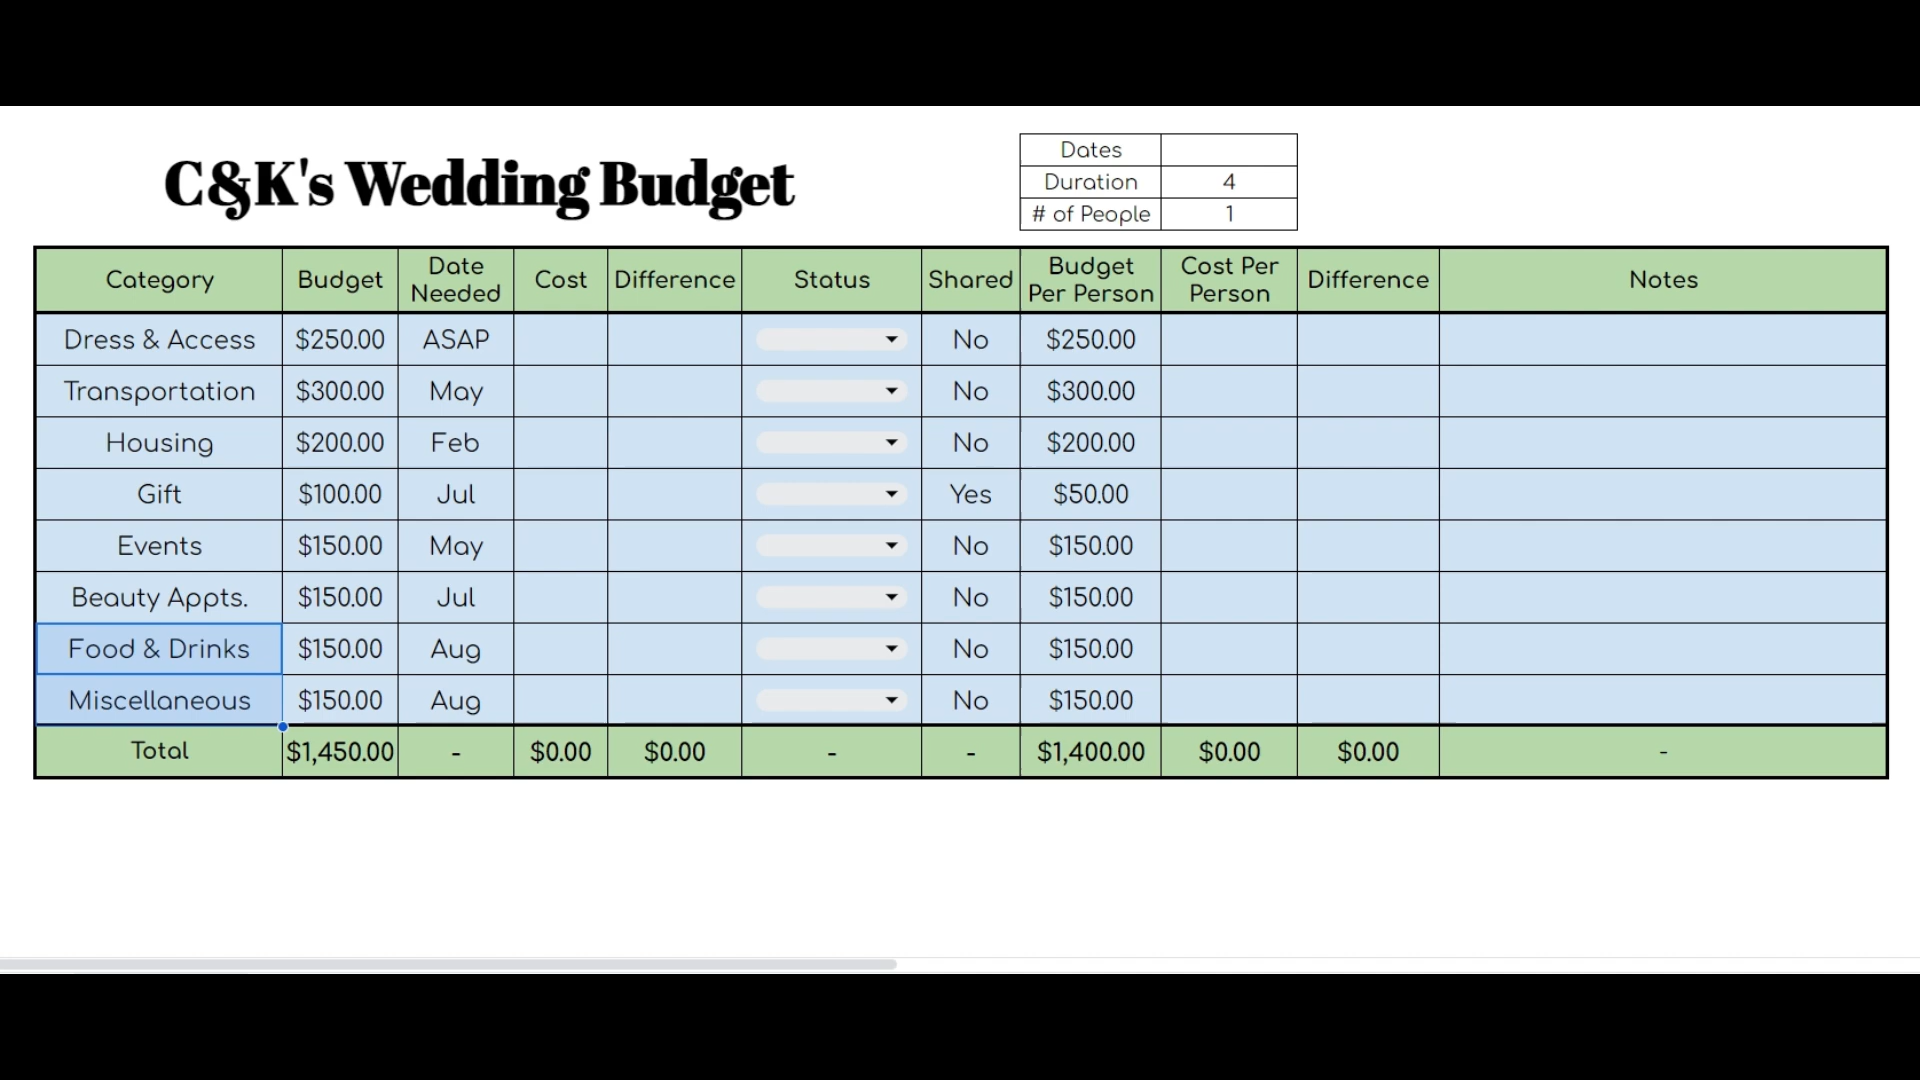 C&K's Wedding Budget
Dates
Duration 4
# of People 1
Category Budget Date Needed Cost Difference Status Shared Budget Per Person Cost Per Person Difference Notes
Dress & Access $250.00 ASAP No $250.00
Transportation $300.00 May No $300.00
Housing $200.00 Feb No $200.00
Gift $100.00 Jul Yes $50.00
Events $150.00 May No $150.00
Beauty Appts. $150.00 Jul No $150.00
Food & Drinks $150.00 Aug No $150.00
Miscellaneous $150.00 Aug No $150.00
Total $1,450.00 - $0.00 $0.00 - - $1,400.00 $0.00 $0.00 -